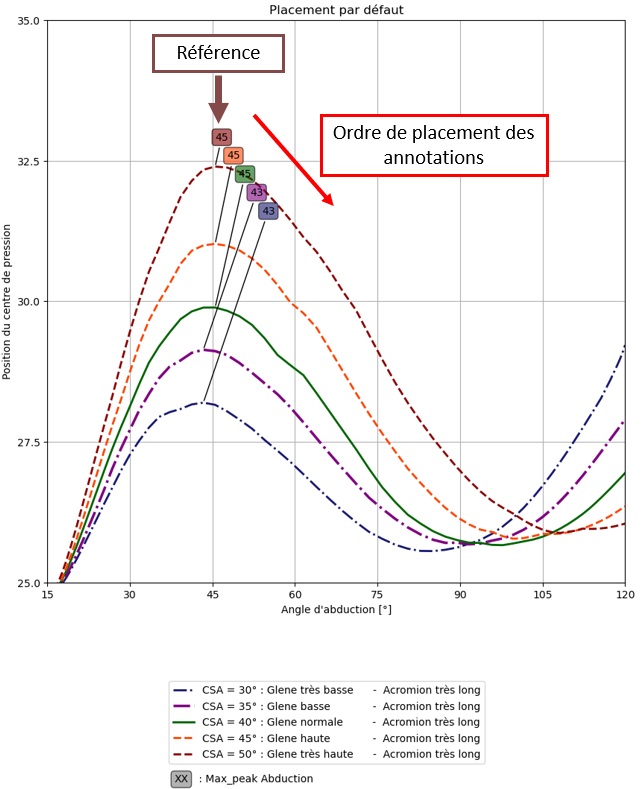 Placement par défaut
35.0
Référence
Ordre de placement des
annotations
45
45
45
43
43
32.5
30.0
27.5
25.0
Position du centre de pression
15 30 45 60 75 90 105 120
Angle d'abduction [°]
CSA = 30° : Glene très basse - Acromion très long
CSA = 35° : Glene basse - Acromion très long
CSA = 40° : Glene normale - Acromion très long
CSA = 45° : Glene haute - Acromion très long
CSA = 50° : Glene très haute - Acromion très long
XX : Max_peak Abduction